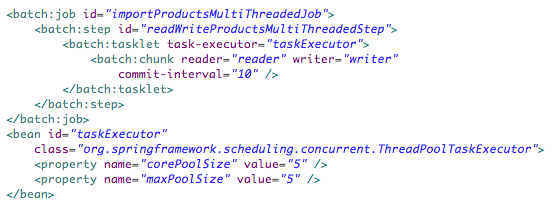 <batch:job id="importProductsMultiThreadedJob">
    <batch:step id="readWriteProductsMultiThreadedStep">
        <batch:tasklet task-executor="taskExecutor">
            <batch:chunk reader="reader" writer="writer"
                commit-interval="10" />
        </batch:tasklet>
    </batch:step>
</batch:job>
<bean id="taskExecutor"
    class="org.springframework.scheduling.concurrent.ThreadPoolTaskExecutor">
    <property name="corePoolSize" value="5" />
    <property name="maxPoolSize" value="5" />
</bean>